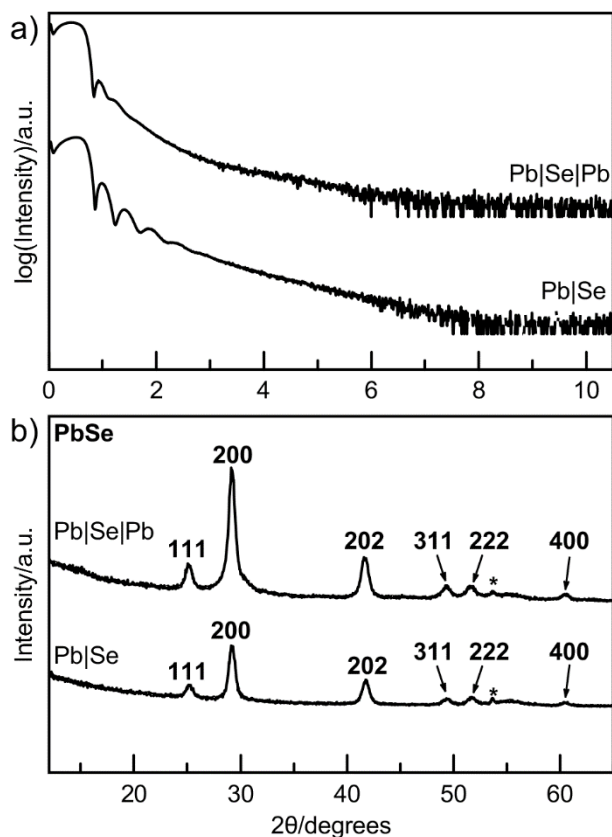 a)
log(Intensity)/a.u.
Pb|Se|Pb
Pb|Se
0 2 4 6 8 10
b)
PbSe
Intensity/a.u.
Pb|Se|Pb
111
200
202
311
222
*
400
Pb|Se
111
200
202
311
222
*
400
20 30 40 50 60
2θ/degrees